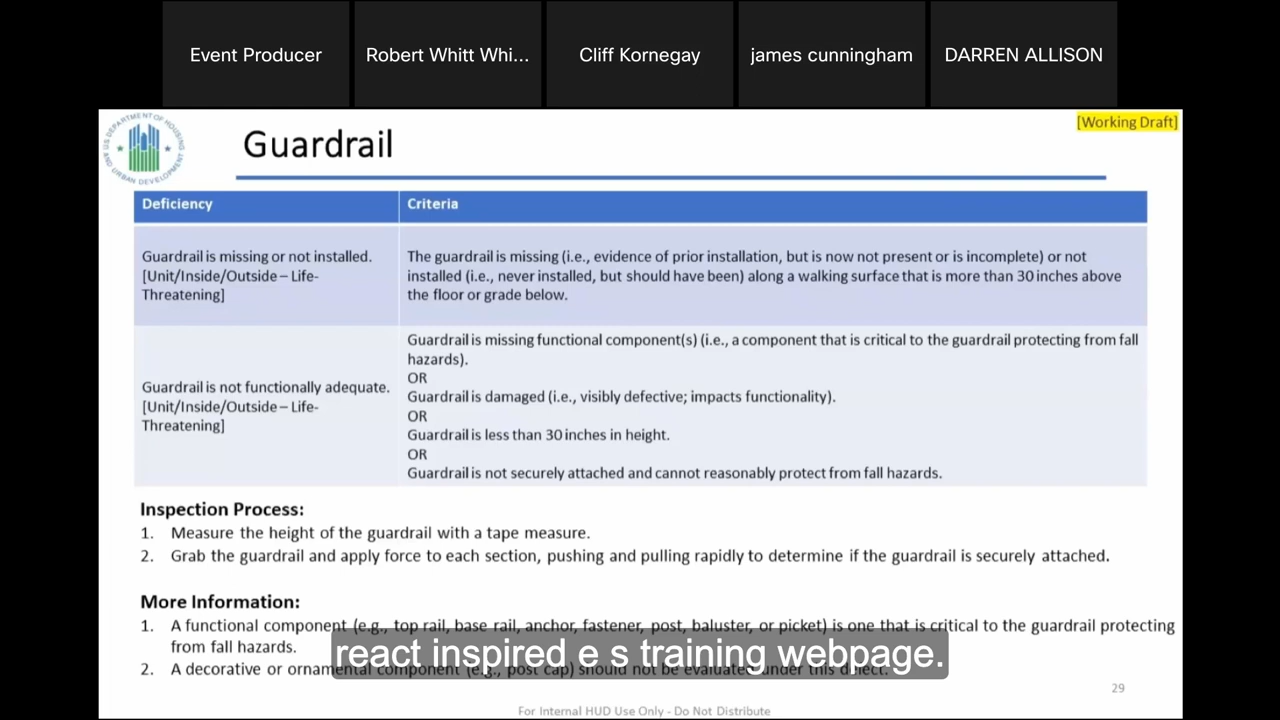 Event Producer
Robert Whitt Whi...
Cliff Kornegay
james cunningham
DARREN ALLISON
U.S. DEPARTMENT OF HOUSING
AND URBAN DEVELOPMENT
Guardrail
[Working Draft]
Deficiency
Criteria
Guardrail is missing or not installed.
[Unit/Inside/Outside – Life-
Threatening]
The guardrail is missing (i.e., evidence of prior installation, but is now not present or is incomplete) or not
installed (i.e., never installed, but should have been) along a walking surface that is more than 30 inches above
the floor or grade below.
Guardrail is not functionally adequate.
[Unit/Inside/Outside – Life-
Threatening]
Guardrail is missing functional component(s) (i.e., a component that is critical to the guardrail protecting from fall
hazards).
OR
Guardrail is damaged (i.e., visibly defective; impacts functionality).
OR
Guardrail is less than 30 inches in height.
OR
Guardrail is not securely attached and cannot reasonably protect from fall hazards.
Inspection Process:
1. Measure the height of the guardrail with a tape measure.
2. Grab the guardrail and apply force to each section, pushing and pulling rapidly to determine if the guardrail is securely attached.
More Information:
1. A functional component (e.g., top rail, base rail, anchor, fastener, post, baluster, or picket) is one that is critical to the guardrail protecting
from fall hazards.
2. A decorative or ornamental component (e.g., post cap) should not be evaluated under this defect.
react inspired e s training webpage.
29
For Internal HUD Use Only - Do Not Distribute